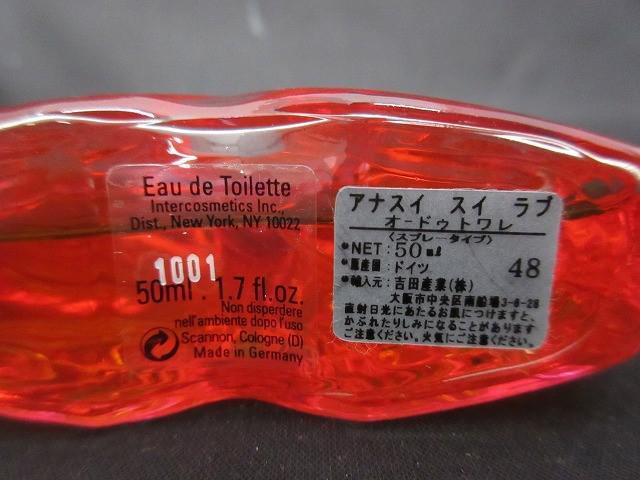 Eau de Toilette
Intercosmetics Inc.,
Dist., New York, NY 10022
1001
50ml . 1.7 fl.oz.
Non disperdere
nell'ambiente dopo l'uso
Scannon, Cologne (D)
Made in Germany
アナスイ スイ ラブ
オードゥトワレ
〈スプレータイプ〉
*NET:50ml
*原産国:ドイツ 48
*輸入元:吉田産業(株)
大阪市中央区南船場3-6-28
直射日光にあたるお肌につけますと、
かぶれたりしみになることがあります
ご注意ください。火気にご注意ください。